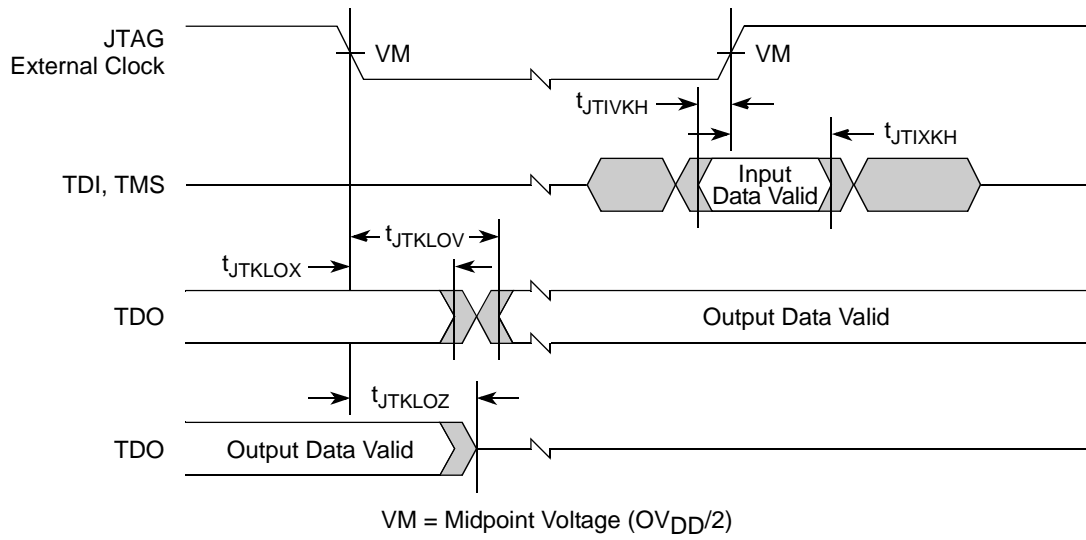 JTAG
External Clock
VM
VM
tJTIVKH
tJTIXKH
TDI, TMS
Input
Data Valid
tJTKLOV
tJTKLOX
TDO
Output Data Valid
tJTKLOZ
TDO
Output Data Valid
VM = Midpoint Voltage (OVDD/2)